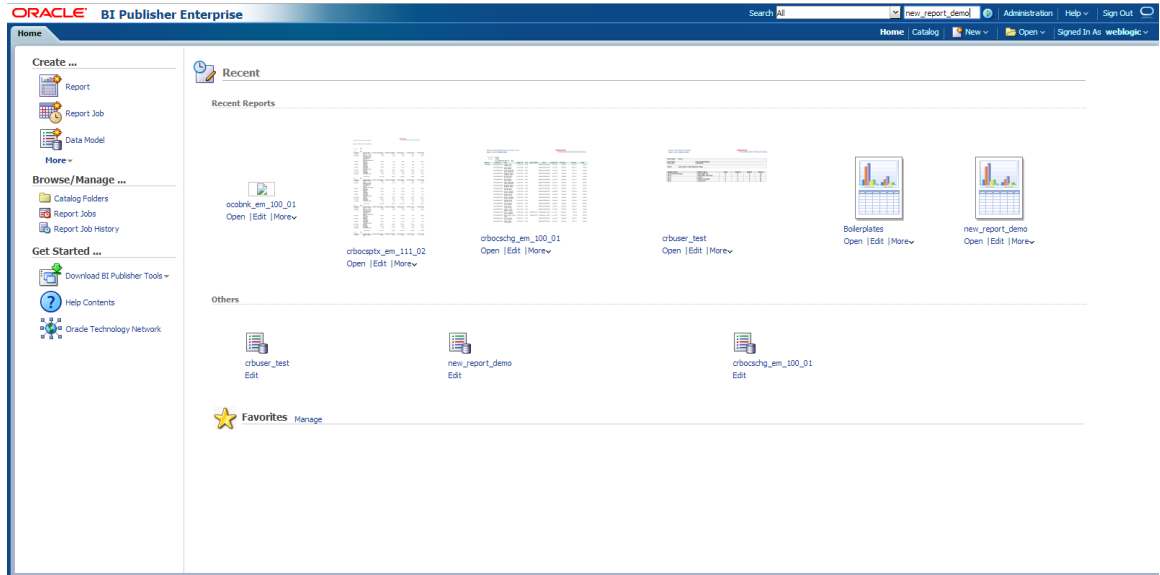 ORACLE BI Publisher Enterprise
Search All new_report_demo Administration Help Sign Out
Home
Home Catalog New Open Signed In As weblogic
Create ...
Report
Report Job
Data Model
More
Browse/Manage ...
Catalog Folders
Report Jobs
Report Job History
Get Started ...
Download BI Publisher Tools
Help Contents
Oracle Technology Network
Recent
Recent Reports
ocobnk_em_100_01
Open |Edit |More
crbocsptx_em_111_02
Open |Edit |More
crbocschg_em_100_01
Open |Edit |More
crbuser_test
Open |Edit |More
Boilerplates
Open |Edit |More
new_report_demo
Open |Edit |More
Others
crbuser_test
Edit
new_report_demo
Edit
crbocschg_em_100_01
Edit
Favorites Manage